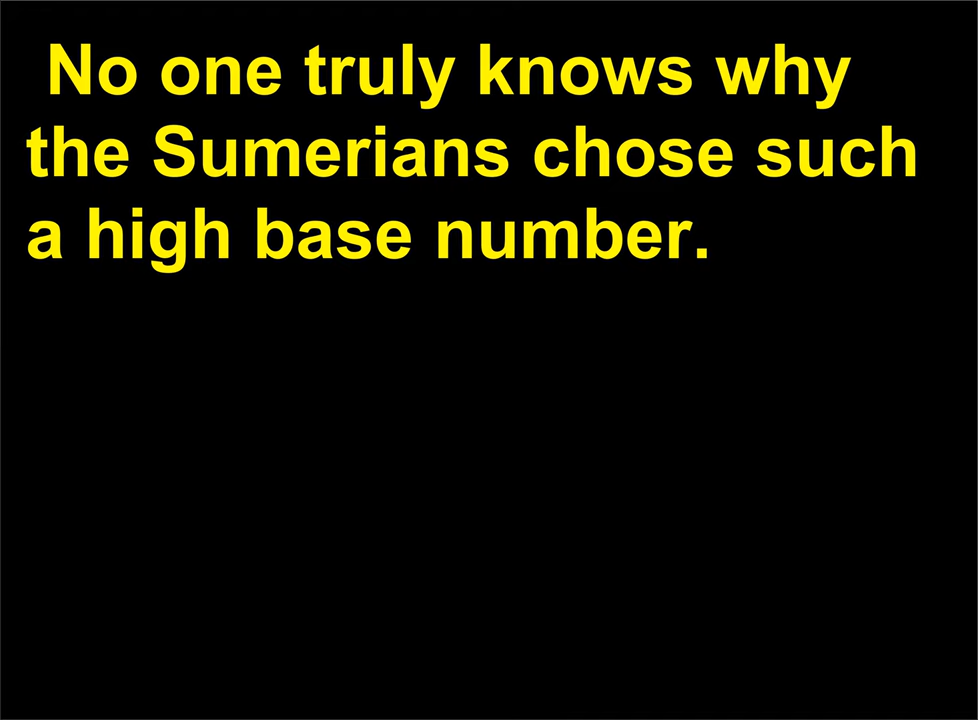 No one truly knows why
the Sumerians chose such
a high base number.